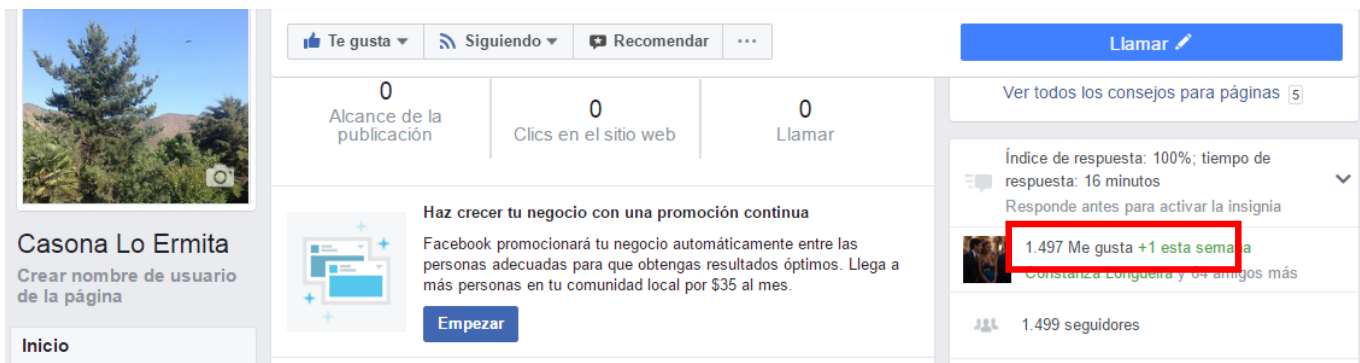 Te gusta
Siguiendo
Recomendar
...
Llamar
0
Alcance de la
publicación
0
Clics en el sitio web
0
Llamar
Haz crecer tu negocio con una promoción continua
Facebook promocionará tu negocio automáticamente entre las
personas adecuadas para que obtengas resultados óptimos. Llega a
más personas en tu comunidad local por $35 al mes.
Empezar
Casona Lo Ermita
Crear nombre de usuario
de la página
Inicio
Ver todos los consejos para páginas 5
Índice de respuesta: 100%; tiempo de
respuesta: 16 minutos
Responde antes para activar la insignia
1.497 Me gusta +1 esta semana
Constanza Longueira y 64 amigos más
1.499 seguidores